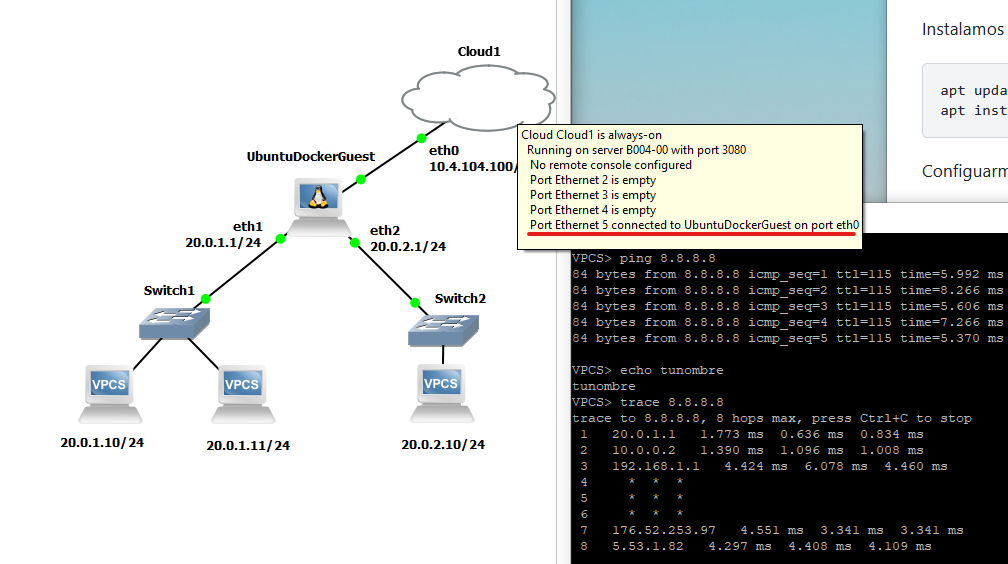 Cloud1
eth0
10.4.104.100/
UbuntuDockerGuest
eth1
20.0.1.1/24
eth2
20.0.2.1/24
Switch1
Switch2
VPCS
VPCS
VPCS
20.0.1.10/24
20.0.1.11/24
20.0.2.10/24
Cloud Cloud1 is always-on
Running on server B004-00 with port 3080
No remote console configured
Port Ethernet 2 is empty
Port Ethernet 3 is empty
Port Ethernet 4 is empty
Port Ethernet 5 connected to UbuntuDockerGuest on port eth0
Instalamos
apt upda
apt inst
Configuarm
VPCS> ping 8.8.8.8
84 bytes from 8.8.8.8 icmp_seq=1 ttl=115 time=5.992 ms
84 bytes from 8.8.8.8 icmp_seq=2 ttl=115 time=8.266 ms
84 bytes from 8.8.8.8 icmp_seq=3 ttl=115 time=5.606 ms
84 bytes from 8.8.8.8 icmp_seq=4 ttl=115 time=7.266 ms
84 bytes from 8.8.8.8 icmp_seq=5 ttl=115 time=5.370 ms
VPCS> echo tunombre
tunombre
VPCS> trace 8.8.8.8
trace to 8.8.8.8, 8 hops max, press Ctrl+C to stop
1 20.0.1.1 1.773 ms 0.636 ms 0.834 ms
2 10.0.0.2 1.390 ms 1.096 ms 1.008 ms
3 192.168.1.1 4.424 ms 6.078 ms 4.460 ms
4 * * *
5 * * *
6 * * *
7 176.52.253.97 4.551 ms 3.341 ms 3.341 ms
8 5.53.1.82 4.297 ms 4.408 ms 4.109 ms